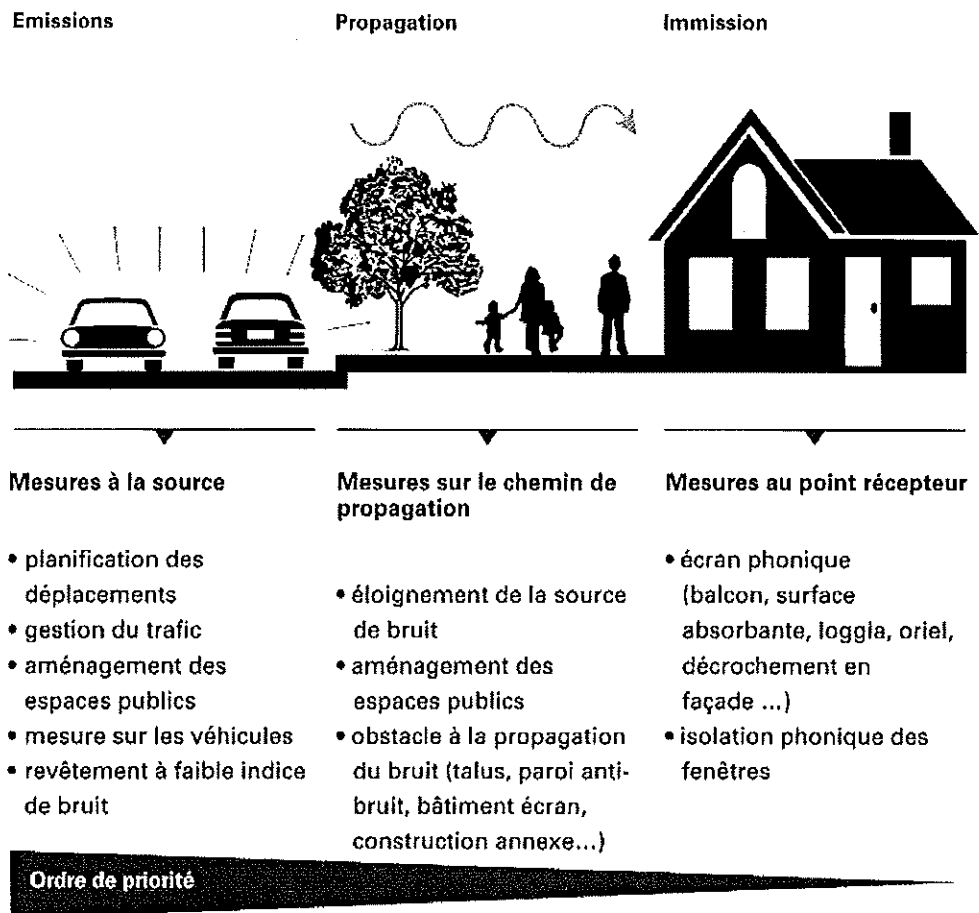 Emissions
Propagation
Immission
Mesures à la source
• planification des
déplacements
• gestion du trafic
• aménagement des
espaces publics
• mesure sur les véhicules
• revêtement à faible indice
de bruit
Mesures sur le chemin de
propagation
• éloignement de la source
de bruit
• aménagement des
espaces publics
• obstacle à la propagation
du bruit (talus, paroi anti-
bruit, bâtiment écran,
construction annexe...)
Mesures au point récepteur
• écran phonique
(balcon, surface
absorbante, loggia, oriel,
décrochement en
façade ...)
• isolation phonique des
fenêtres
Ordre de priorité